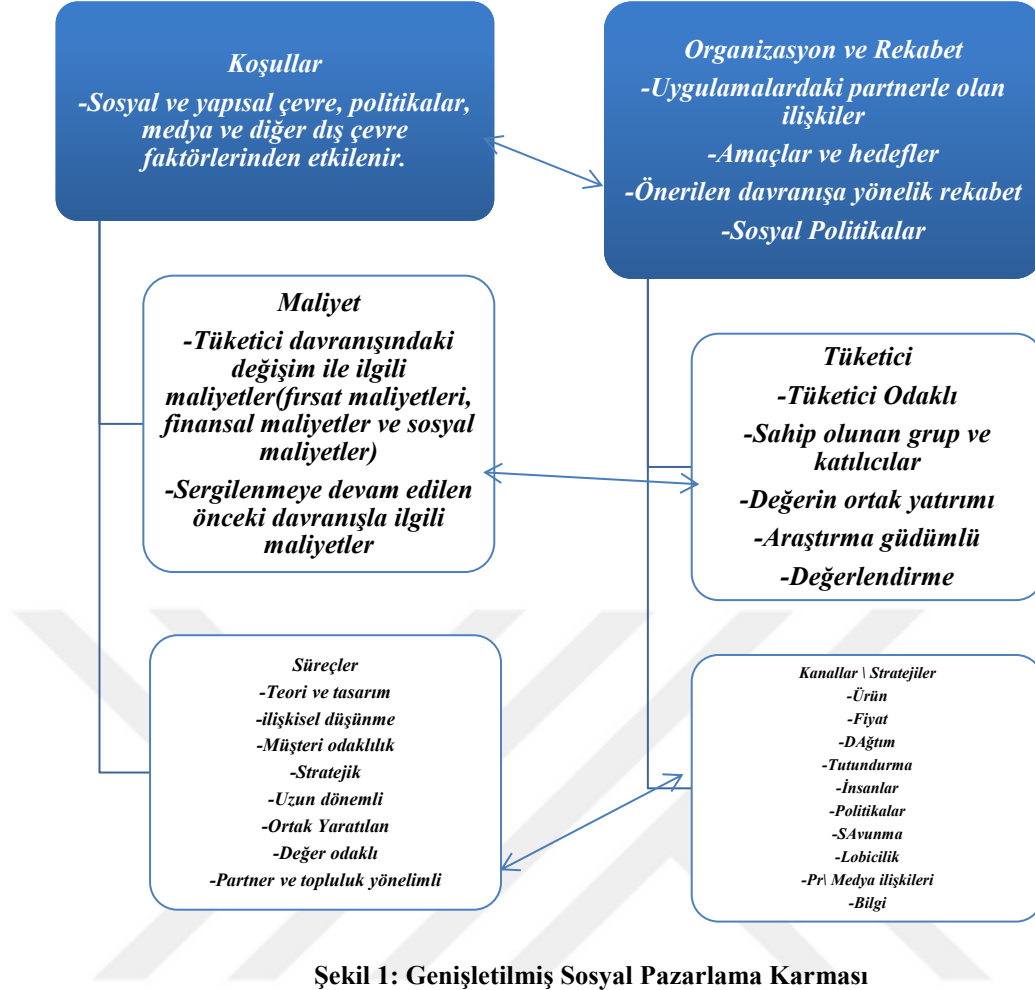 Koşullar
-Sosyal ve yapısal çevre, politikalar,
medya ve diğer dış çevre
faktörlerinden etkilenir.
Organizasyon ve Rekabet
-Uygulamalardaki partnerle olan
ilişkiler
-Amaçlar ve hedefler
-Önerilen davranışa yönelik rekabet
-Sosyal Politikalar
Maliyet
-Tüketici davranışındaki
değişim ile ilgili
maliyetler(fırsat maliyetleri,
finansal maliyetler ve sosyal
maliyetler)
-Sergilenmeye devam edilen
önceki davranışla ilgili
maliyetler
Tüketici
-Tüketici Odaklı
-Sahip olunan grup ve
katılıcılar
-Değerin ortak yatırımı
-Araştırma güdümlü
-Değerlendirme
Süreçler
-Teori ve tasarım
-ilişkisel düşünme
-Müşteri odaklılık
-Stratejik
-Uzun dönemli
-Ortak Yaratılan
-Değer odaklı
-Partner ve topluluk yönelimli
Kanallar \ Stratejiler
-Ürün
-Fiyat
-DAğtım
-Tutundurma
-İnsanlar
-Politikalar
-SAvunma
-Lobicilik
-Pr\ Medya ilişkileri
-Bilgi
Şekil 1: Genişletilmiş Sosyal Pazarlama Karması